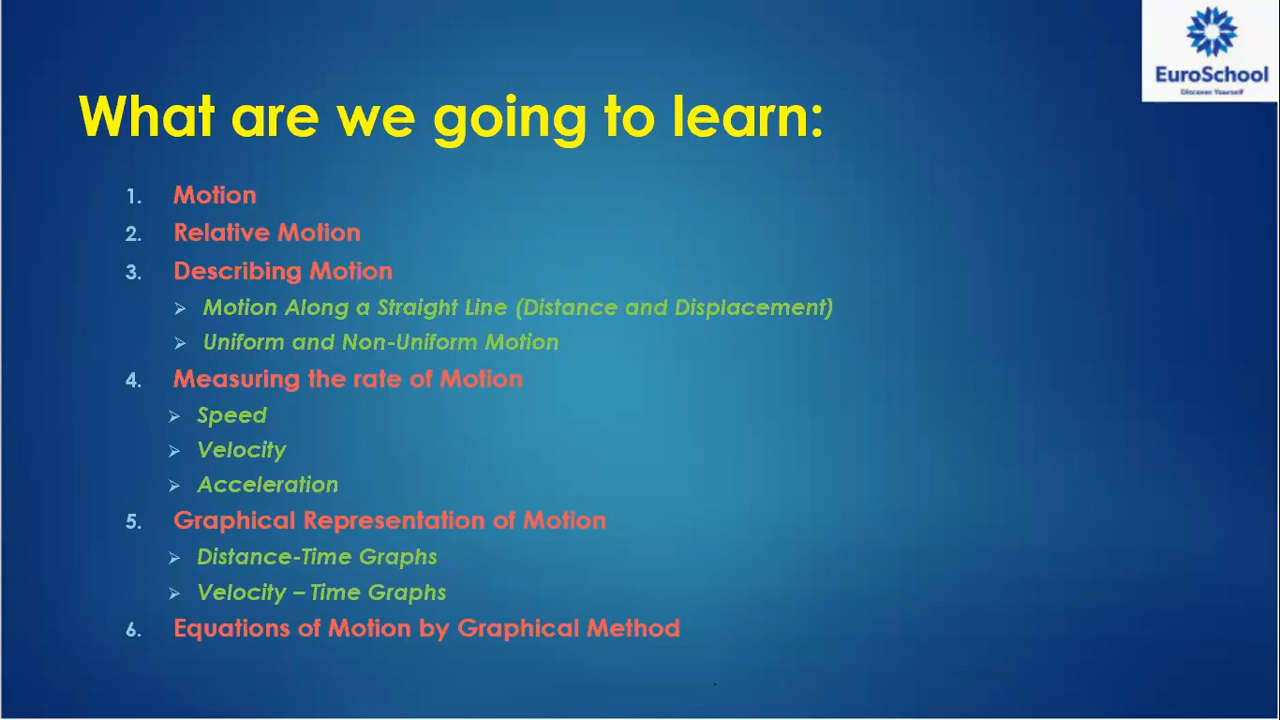 EuroSchool
Discover Yourself
What are we going to learn:
1. Motion
2. Relative Motion
3. Describing Motion
➢ Motion Along a Straight Line (Distance and Displacement)
➢ Uniform and Non-Uniform Motion
4. Measuring the rate of Motion
➢ Speed
➢ Velocity
➢ Acceleration
5. Graphical Representation of Motion
➢ Distance-Time Graphs
➢ Velocity – Time Graphs
6. Equations of Motion by Graphical Method